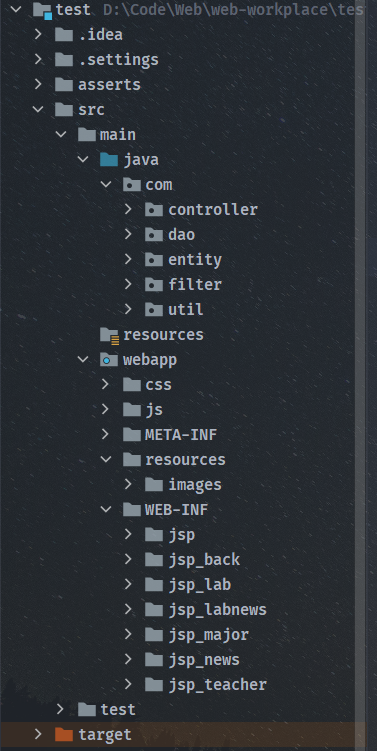 test D:\Code\Web\web-workplace\tes
.idea
.settings
asserts
src
main
java
com
controller
dao
entity
filter
util
resources
webapp
css
js
META-INF
resources
images
WEB-INF
jsp
jsp_back
jsp_lab
jsp_labnews
jsp_major
jsp_news
jsp_teacher
test
target